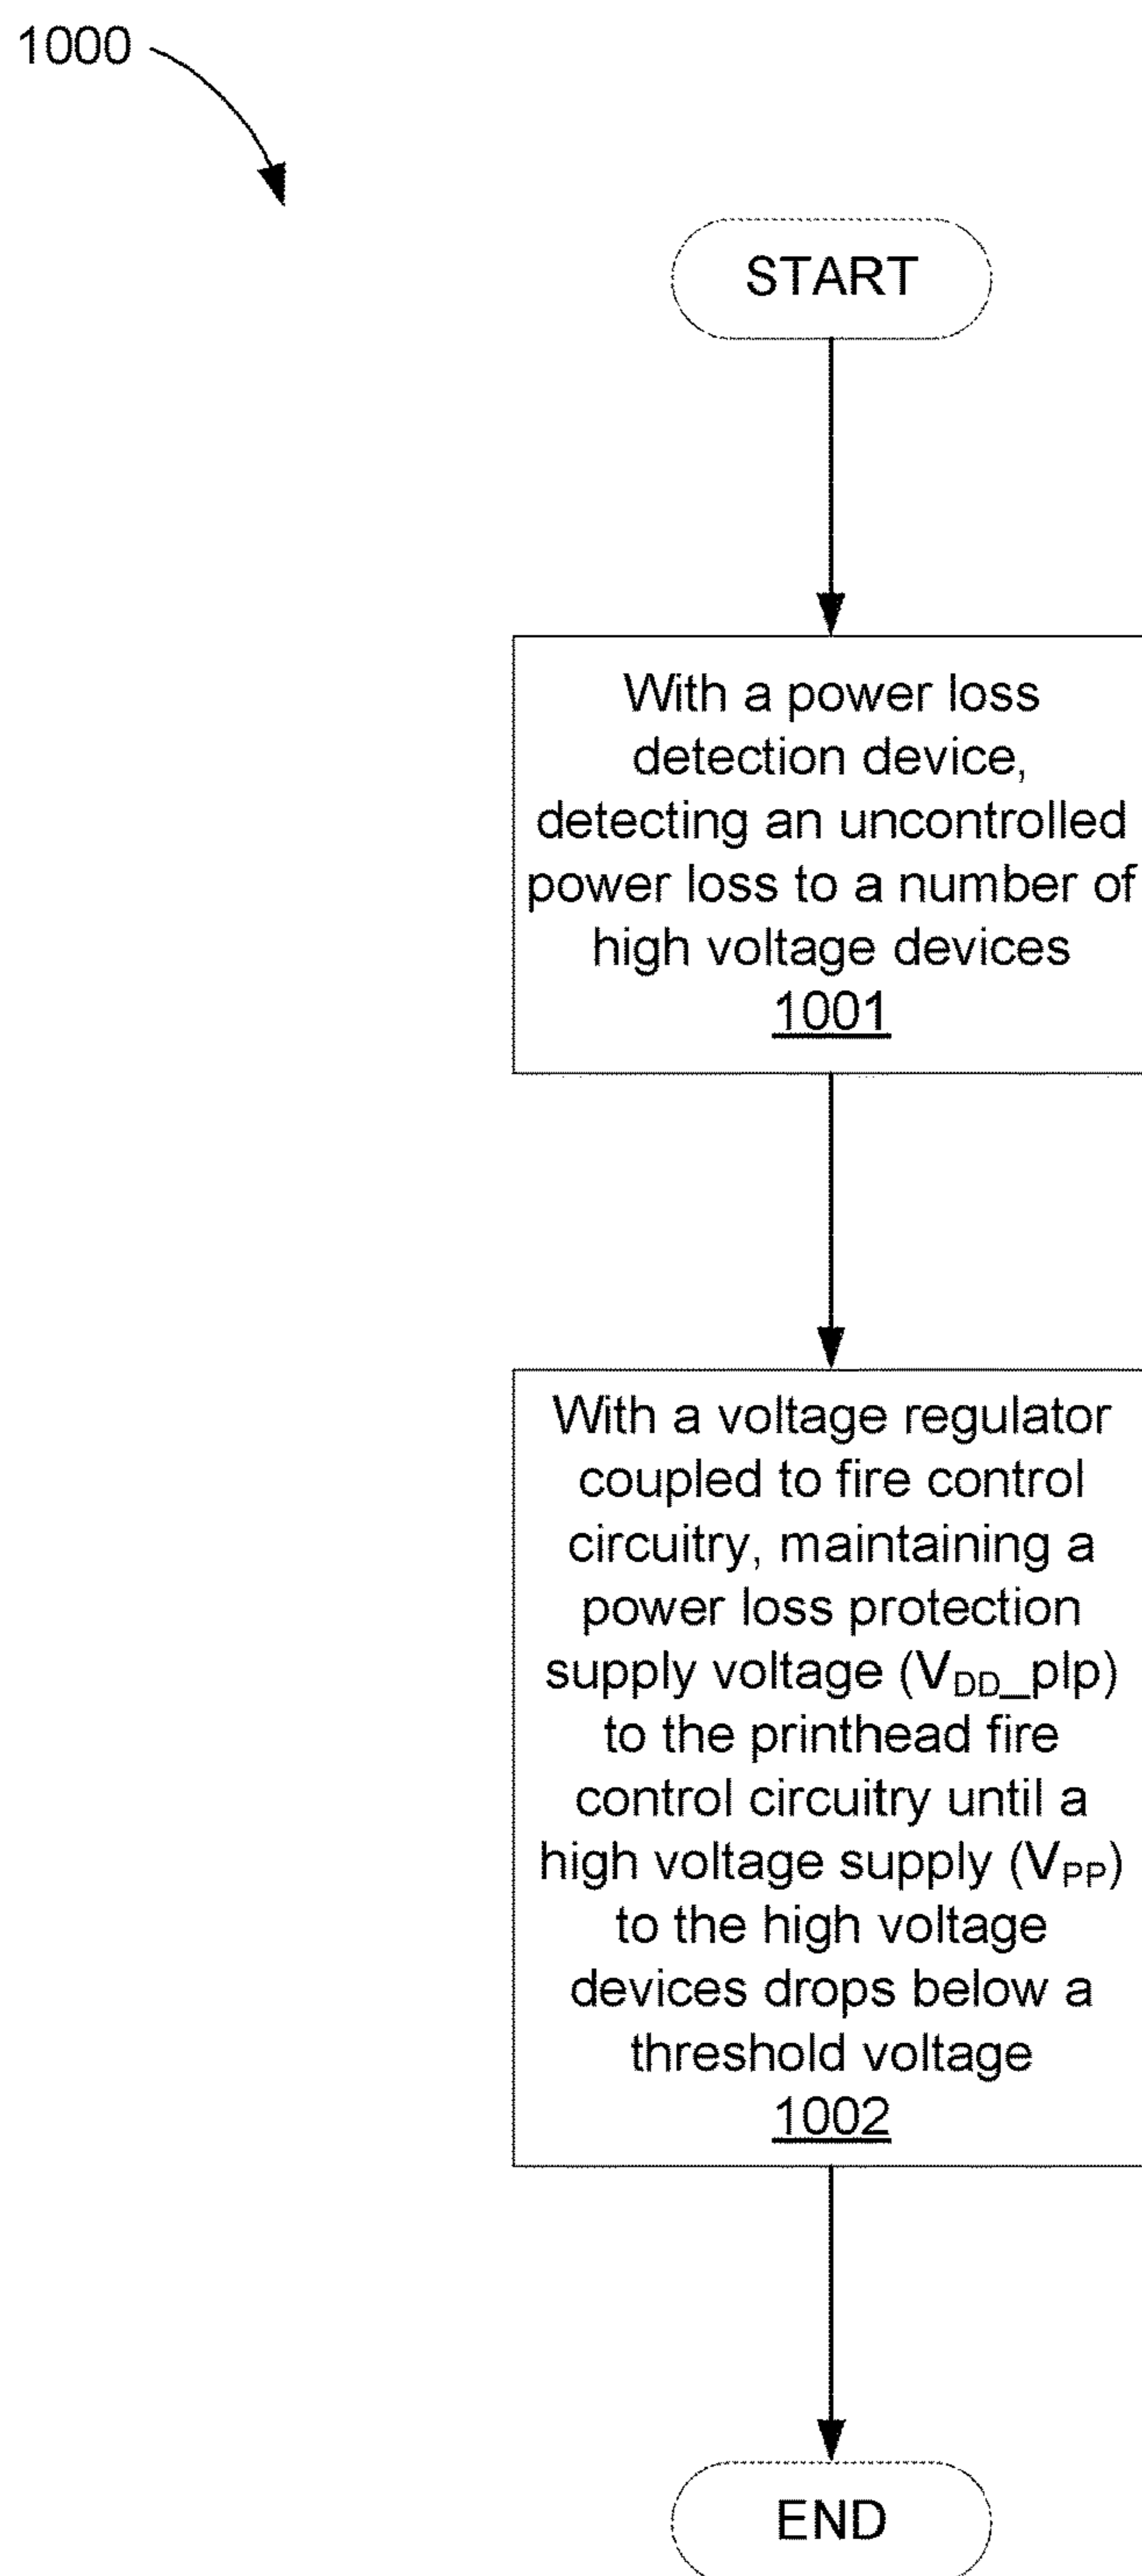 1000
START
With a power loss
detection device,
detecting an uncontrolled
power loss to a number of
high voltage devices
1001
With a voltage regulator
coupled to fire control
circuitry, maintaining a
power loss protection
supply voltage (VDD_plp)
to the printhead fire
control circuitry until a
high voltage supply (VPP)
to the high voltage
devices drops below a
threshold voltage
1002
END